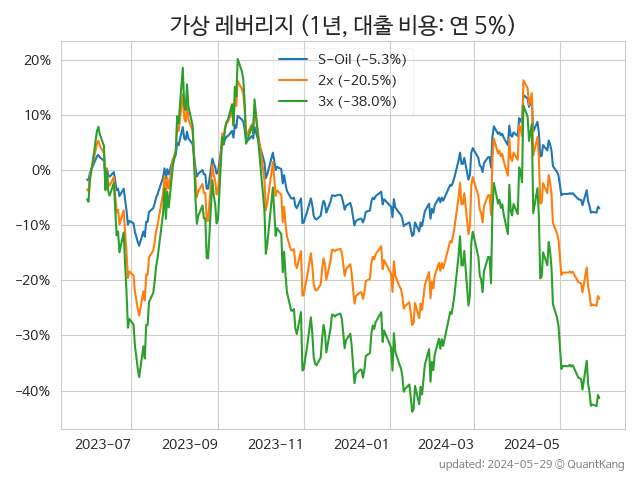 가상 레버리지 (1년, 대출 비용: 연 5%)
S-Oil (−5.3%)
2x (−20.5%)
3x (−38.0%)
20%
10%
0%
−10%
−20%
−30%
−40%
2023-07
2023-09
2023-11
2024-01
2024-03
2024-05
updated: 2024-05-29 ⓒ QuantKang